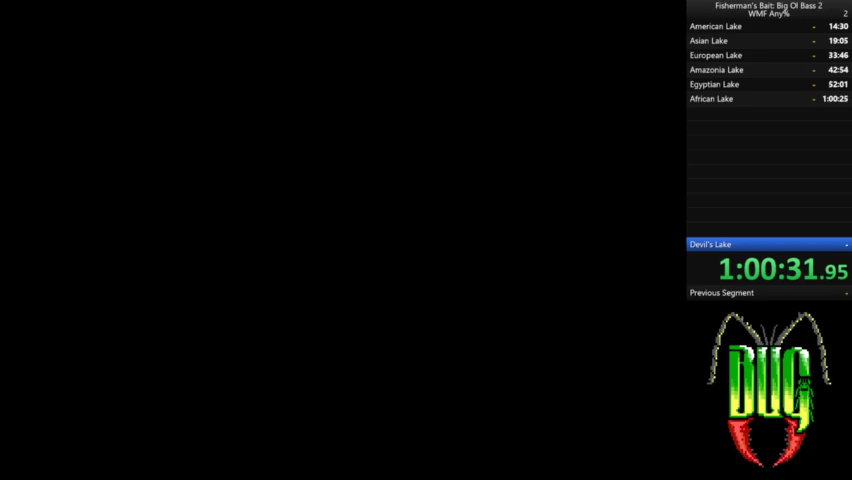 Fisherman's Bait: Big Ol Bass 2
WMF Any% 2
American Lake - 14:30
Asian Lake - 19:05
European Lake - 33:46
Amazonia Lake - 42:54
Egyptian Lake - 52:01
African Lake - 1:00:25
Devil's Lake -
1:00:31.95
Previous Segment -
BUG